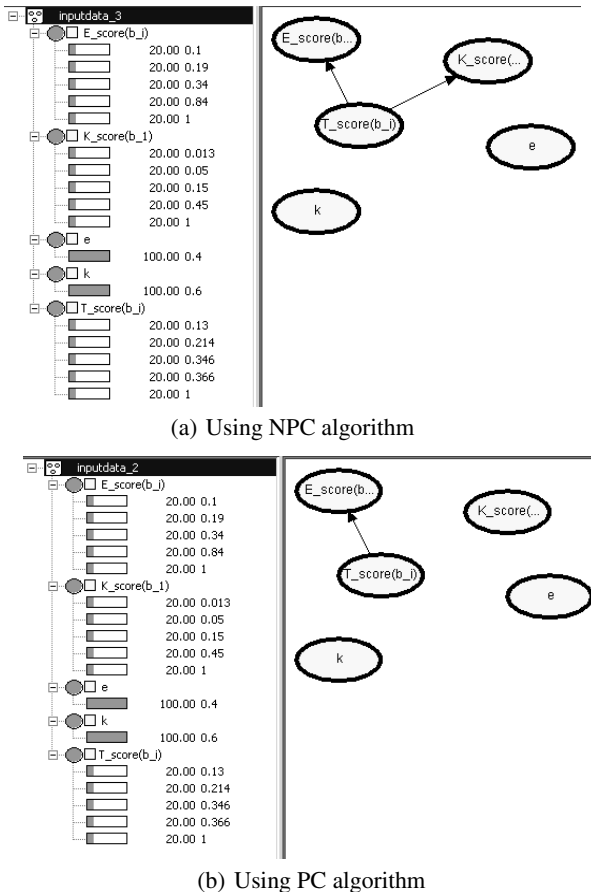 inputdata_3
E_score(b_i)
20.00 0.1
20.00 0.19
20.00 0.34
20.00 0.84
20.00 1
K_score(b_1)
20.00 0.013
20.00 0.05
20.00 0.15
20.00 0.45
20.00 1
e
100.00 0.4
k
100.00 0.6
T_score(b_i)
20.00 0.13
20.00 0.214
20.00 0.346
20.00 0.366
20.00 1
E_score(b...
K_score(...
T_score(b_i)
e
k
(a) Using NPC algorithm
inputdata_2
E_score(b_i)
20.00 0.1
20.00 0.19
20.00 0.34
20.00 0.84
20.00 1
K_score(b_1)
20.00 0.013
20.00 0.05
20.00 0.15
20.00 0.45
20.00 1
e
100.00 0.4
k
100.00 0.6
T_score(b_i)
20.00 0.13
20.00 0.214
20.00 0.346
20.00 0.366
20.00 1
E_score(b...
K_score(...
T_score(b_i)
e
k
(b) Using PC algorithm